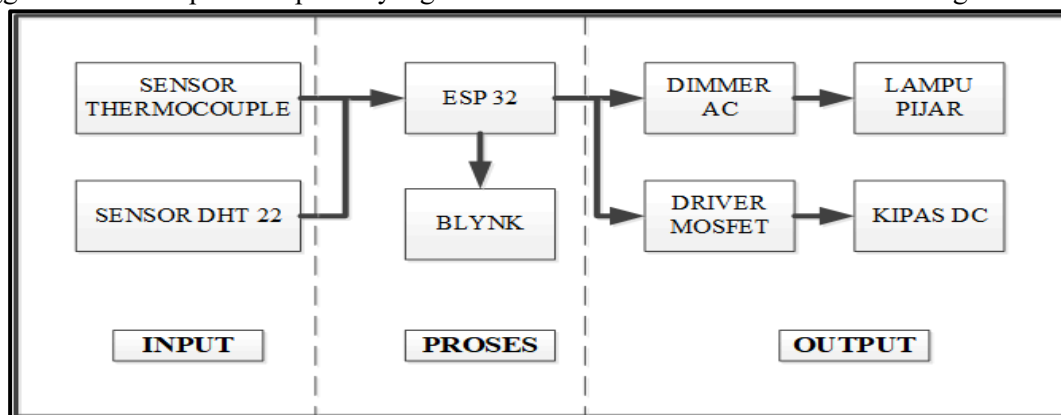 SENSOR
THERMOCOUPLE
ESP 32
DIMMER
AC
LAMPU
PIJAR
SENSOR DHT 22
BLYNK
DRIVER
MOSFET
KIPAS DC
INPUT
PROSES
OUTPUT